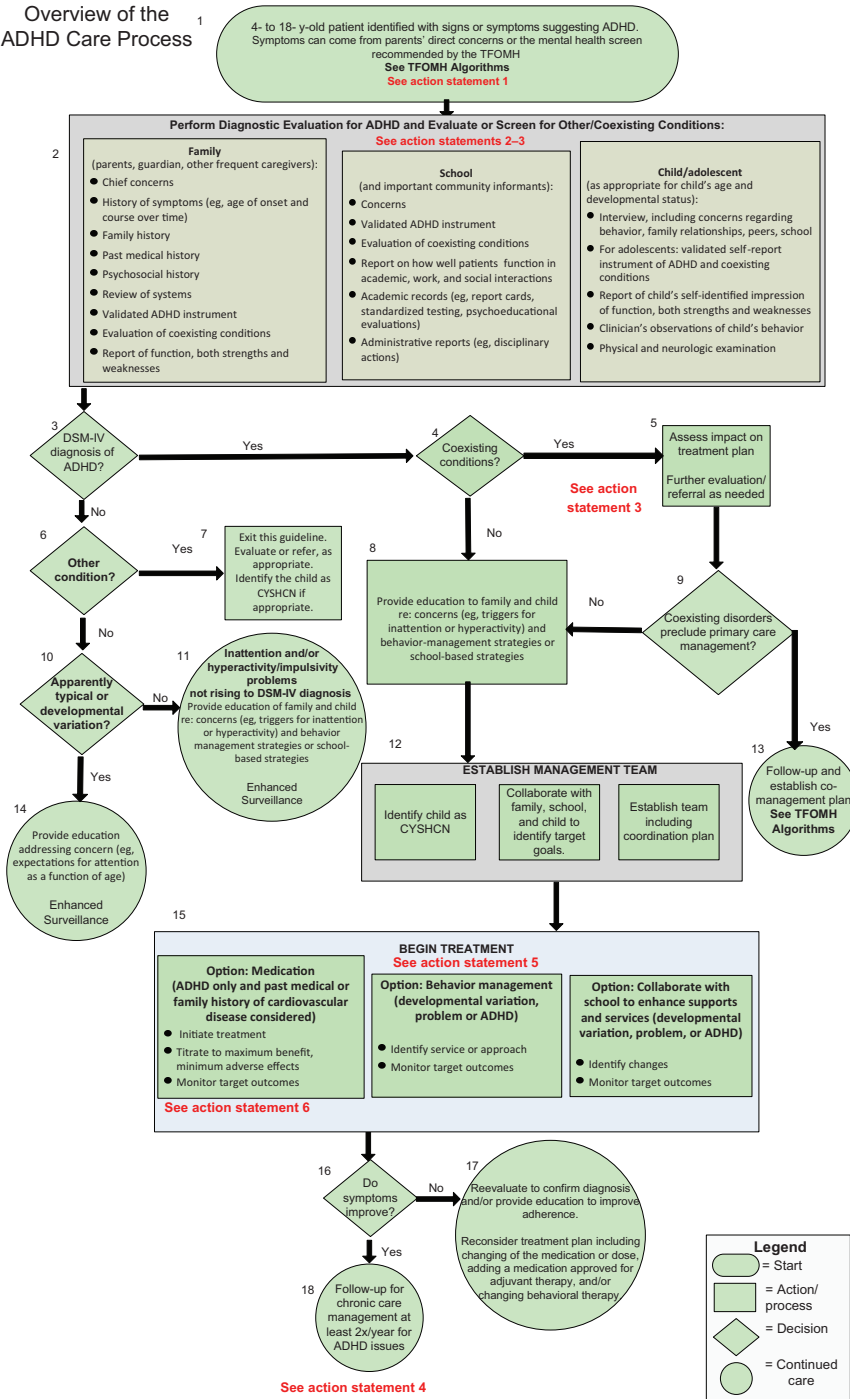 Overview of the
ADHD Care Process
1
4- to 18- y-old patient identified with signs or symptoms suggesting ADHD.
Symptoms can come from parents' direct concerns or the mental health screen
recommended by the TFOMH
See TFOMH Algorithms
See action statement 1
2
Perform Diagnostic Evaluation for ADHD and Evaluate or Screen for Other/Coexisting Conditions:
See action statements 2–3
Family
(parents, guardian, other frequent caregivers):
● Chief concerns
● History of symptoms (eg, age of onset and
course over time)
● Family history
● Past medical history
● Psychosocial history
● Review of systems
● Validated ADHD instrument
● Evaluation of coexisting conditions
● Report of function, both strengths and
weaknesses
School
(and important community informants):
● Concerns
● Validated ADHD instrument
● Evaluation of coexisting conditions
● Report on how well patients function in
academic, work, and social interactions
● Academic records (eg, report cards,
standardized testing, psychoeducational
evaluations)
● Administrative reports (eg, disciplinary
actions)
Child/adolescent
(as appropriate for child's age and
developmental status):
● Interview, including concerns regarding
behavior, family relationships, peers, school
● For adolescents: validated self-report
instrument of ADHD and coexisting
conditions
● Report of child's self-identified impression
of function, both strengths and weaknesses
● Clinician's observations of child's behavior
● Physical and neurologic examination
3
DSM-IV
diagnosis of
ADHD?
Yes
No
4
Coexisting
conditions?
Yes
No
5
Assess impact on
treatment plan
Further evaluation/
referral as needed
See action
statement 3
6
Other
condition?
Yes
No
7
Exit this guideline.
Evaluate or refer, as
appropriate.
Identify the child as
CYSHCN if
appropriate.
8
Provide education to family and child
re: concerns (eg, triggers for
inattention or hyperactivity) and
behavior-management strategies or
school-based strategies
9
Coexisting disorders
preclude primary care
management?
No
Yes
10
Apparently
typical or
developmental
variation?
No
Yes
11
Inattention and/or
hyperactivity/impulsivity
problems
not rising to DSM-IV diagnosis
Provide education of family and child
re: concerns (eg, triggers for inattention
or hyperactivity) and behavior
management strategies or school-
based strategies
Enhanced
Surveillance
12
ESTABLISH MANAGEMENT TEAM
Identify child as
CYSHCN
Collaborate with
family, school,
and child to
identify target
goals.
Establish team
including
coordination plan
13
Follow-up and
establish co-
management plan
See TFOMH
Algorithms
14
Provide education
addressing concern (eg,
expectations for attention
as a function of age)
Enhanced
Surveillance
15
BEGIN TREATMENT
See action statement 5
Option: Medication
(ADHD only and past medical or
family history of cardiovascular
disease considered)
● Initiate treatment
● Titrate to maximum benefit,
minimum adverse effects
● Monitor target outcomes
See action statement 6
Option: Behavior management
(developmental variation,
problem or ADHD)
● Identify service or approach
● Monitor target outcomes
Option: Collaborate with
school to enhance supports
and services (developmental
variation, problem, or ADHD)
● Identify changes
● Monitor target outcomes
16
Do
symptoms
improve?
No
Yes
17
Reevaluate to confirm diagnosis
and/or provide education to improve
adherence.
Reconsider treatment plan including
changing of the medication or dose,
adding a medication approved for
adjuvant therapy, and/or
changing behavioral therapy
18
Follow-up for
chronic care
management at
least 2x/year for
ADHD issues
See action statement 4
Legend
= Start
= Action/
process
= Decision
= Continued
care